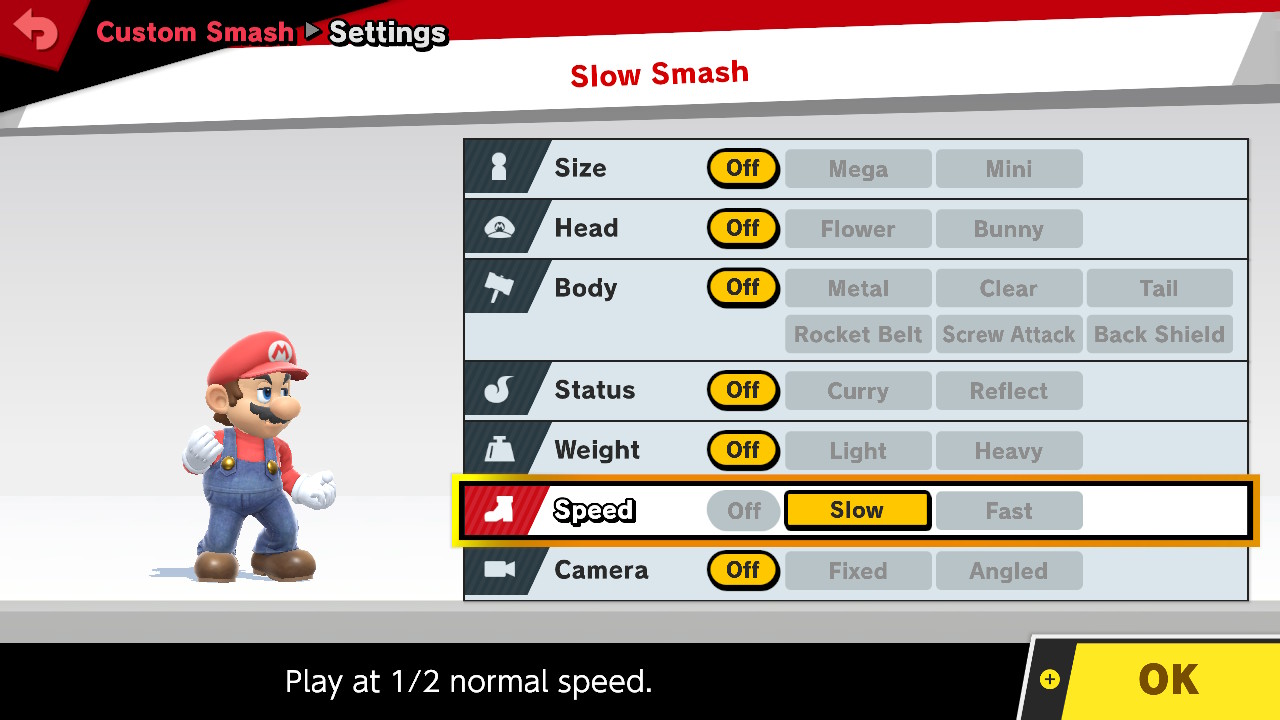 Custom Smash ▶ Settings
Slow Smash
Size Off Mega Mini
Head Off Flower Bunny
Body Off Metal Clear Tail
Rocket Belt Screw Attack Back Shield
Status Off Curry Reflect
Weight Off Light Heavy
Speed Off Slow Fast
Camera Off Fixed Angled
Play at 1/2 normal speed.
+ OK
M